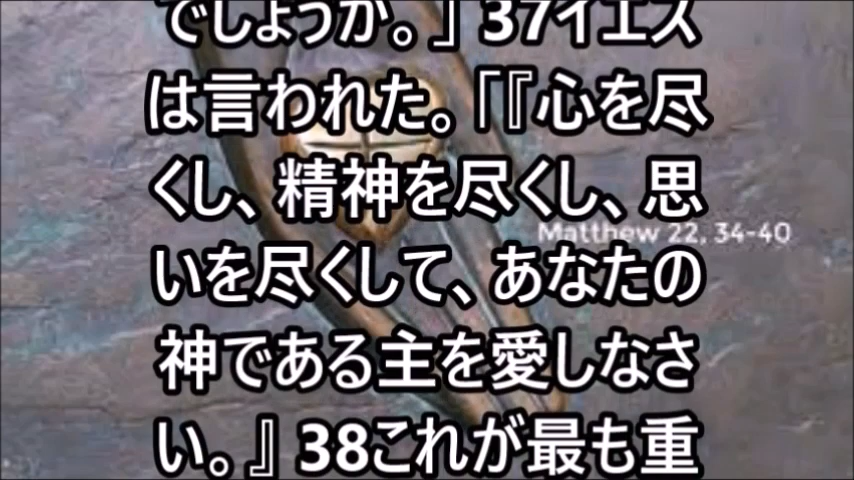 でしょうか。』 37イエス
は言われた。「『心を尽
くし、精神を尽くし、思
いを尽くして、あなたの
神である主を愛しなさ
い。』 38これが最も重
Matthew 22, 34-40